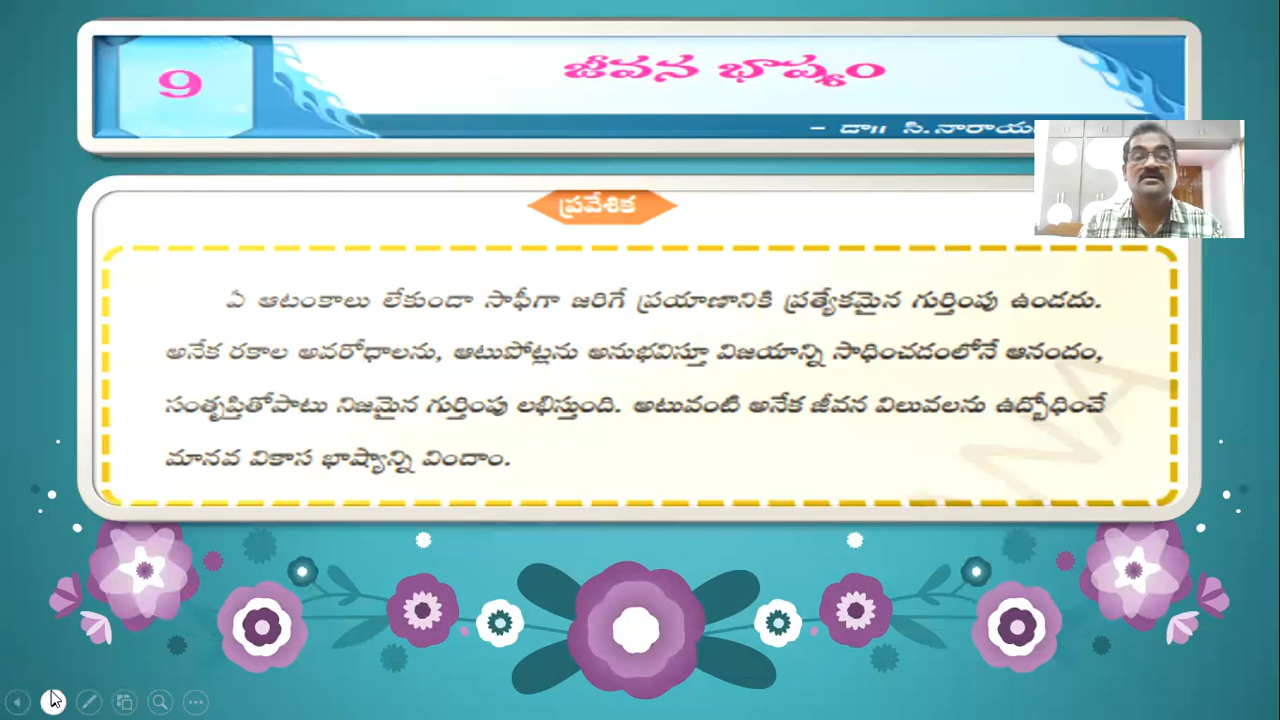 9
జీవన భాష్యం
- డా॥ సి.నారాయ
ప్రవేశిక
ఏ ఆటంకాలు లేకుండా సాఫీగా జరిగే ప్రయాణానికి ప్రత్యేకమైన గుర్తింపు ఉండదు.
అనేక రకాల అవరోధాలను, ఆటుపోట్లను అనుభవిస్తూ విజయాన్ని సాధించడంలోనే ఆనందం,
సంతృప్తితోపాటు నిజమైన గుర్తింపు లభిస్తుంది. అటువంటి అనేక జీవన విలువలను ఉద్బోధించే
మానవ వికాస భాష్యాన్ని విందాం.